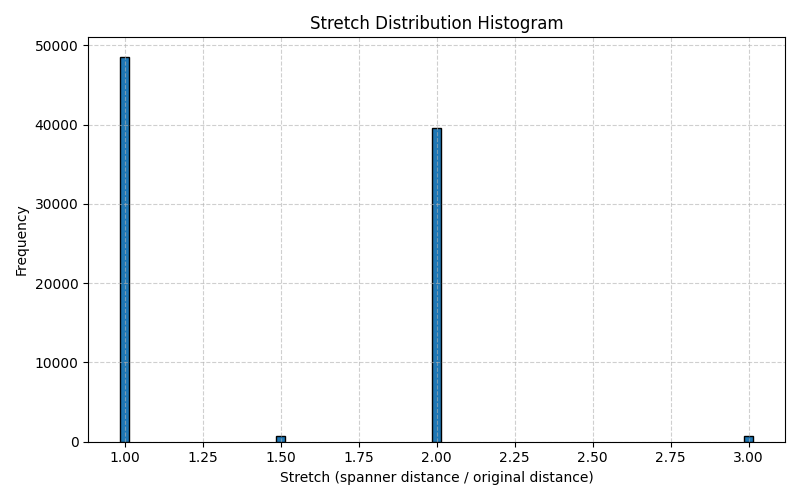 Stretch Distribution Histogram
50000
40000
30000
20000
10000
0
Frequency
1.00 1.25 1.50 1.75 2.00 2.25 2.50 2.75 3.00
Stretch (spanner distance / original distance)